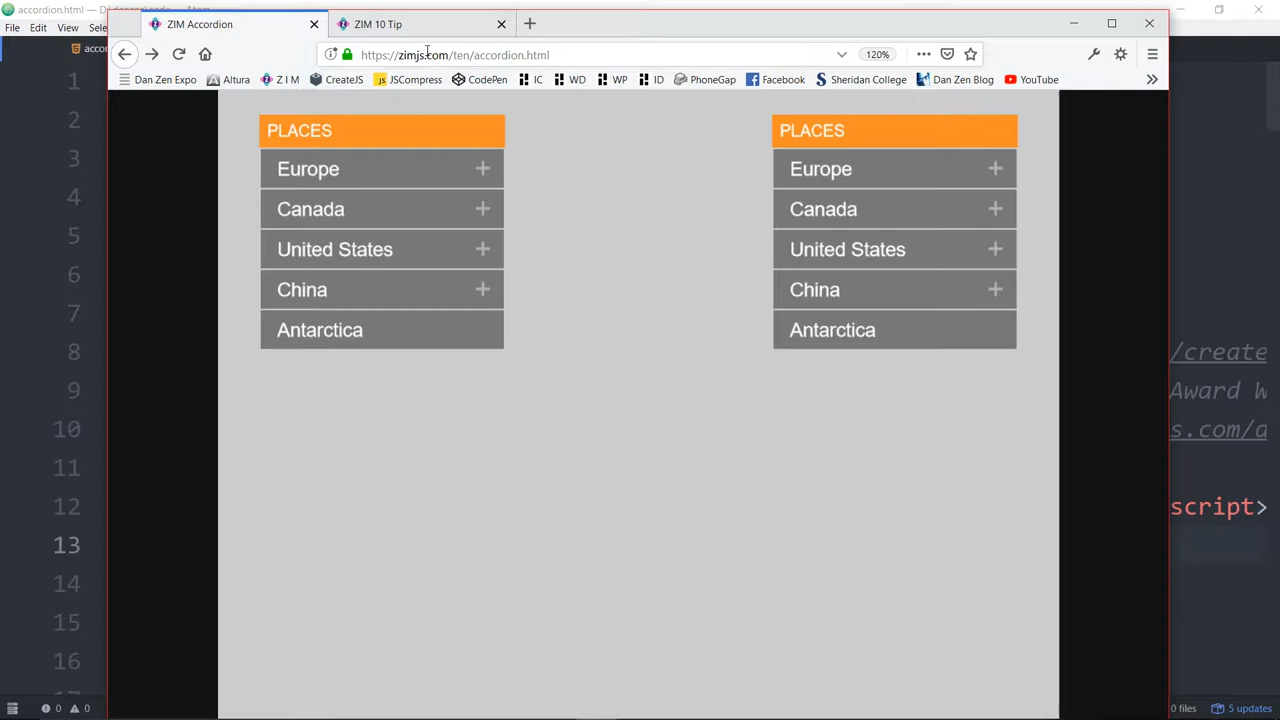 accordion.html
File Edit View Sel
accor
ZIM Accordion
ZIM 10 Tip
https://zimjs.com/ten/accordion.html
120%
Dan Zen Expo Altura Z I M CreateJS JSCompress CodePen IC WD WP ID PhoneGap Facebook Sheridan College Dan Zen Blog YouTube
PLACES
Europe
Canada
United States
China
Antarctica
PLACES
Europe
Canada
United States
China
Antarctica
1
2
3
4
5
6
7
8
9
10
11
12
13
14
15
16
17
/create
Award W
s.com/a
script>
0 0
0 files 5 updates